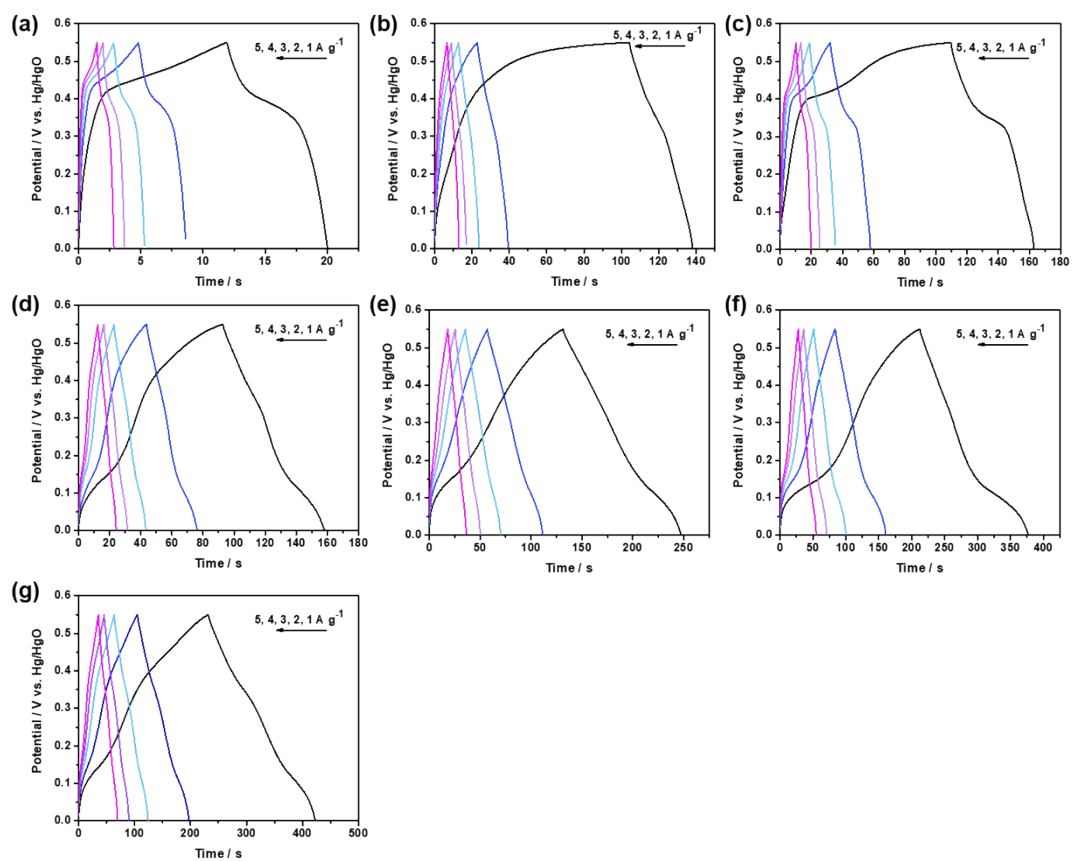 (a)
0.6
0.5
0.4
0.3
0.2
0.1
0.0
Potential / V vs. Hg/HgO
5, 4, 3, 2, 1 A g-1
0 5 10 15 20
Time / s
(b)
0.6
0.5
0.4
0.3
0.2
0.1
0.0
Potential / V vs. Hg/HgO
5, 4, 3, 2, 1 A g-1
0 20 40 60 80 100 120 140
Time / s
(c)
0.6
0.5
0.4
0.3
0.2
0.1
0.0
Potential / V vs. Hg/HgO
5, 4, 3, 2, 1 A g-1
0 20 40 60 80 100 120 140 160 180
Time / s
(d)
0.6
0.5
0.4
0.3
0.2
0.1
0.0
Potential / V vs. Hg/HgO
5, 4, 3, 2, 1 A g-1
0 20 40 60 80 100 120 140 160 180
Time / s
(e)
0.6
0.5
0.4
0.3
0.2
0.1
0.0
Potential / V vs. Hg/HgO
5, 4, 3, 2, 1 A g-1
0 50 100 150 200 250
Time / s
(f)
0.6
0.5
0.4
0.3
0.2
0.1
0.0
Potential / V vs. Hg/HgO
5, 4, 3, 2, 1 A g-1
0 50 100 150 200 250 300 350 400
Time / s
(g)
0.6
0.5
0.4
0.3
0.2
0.1
0.0
Potential / V vs. Hg/HgO
5, 4, 3, 2, 1 A g-1
0 100 200 300 400 500
Time / s